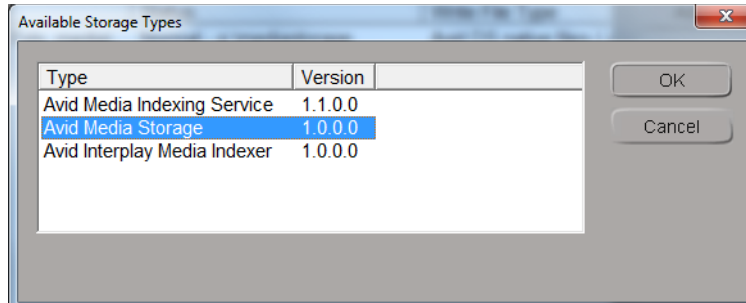 Available Storage Types
Type Version
Avid Media Indexing Service 1.1.0.0
Avid Media Storage 1.0.0.0
Avid Interplay Media Indexer 1.0.0.0
OK
Cancel